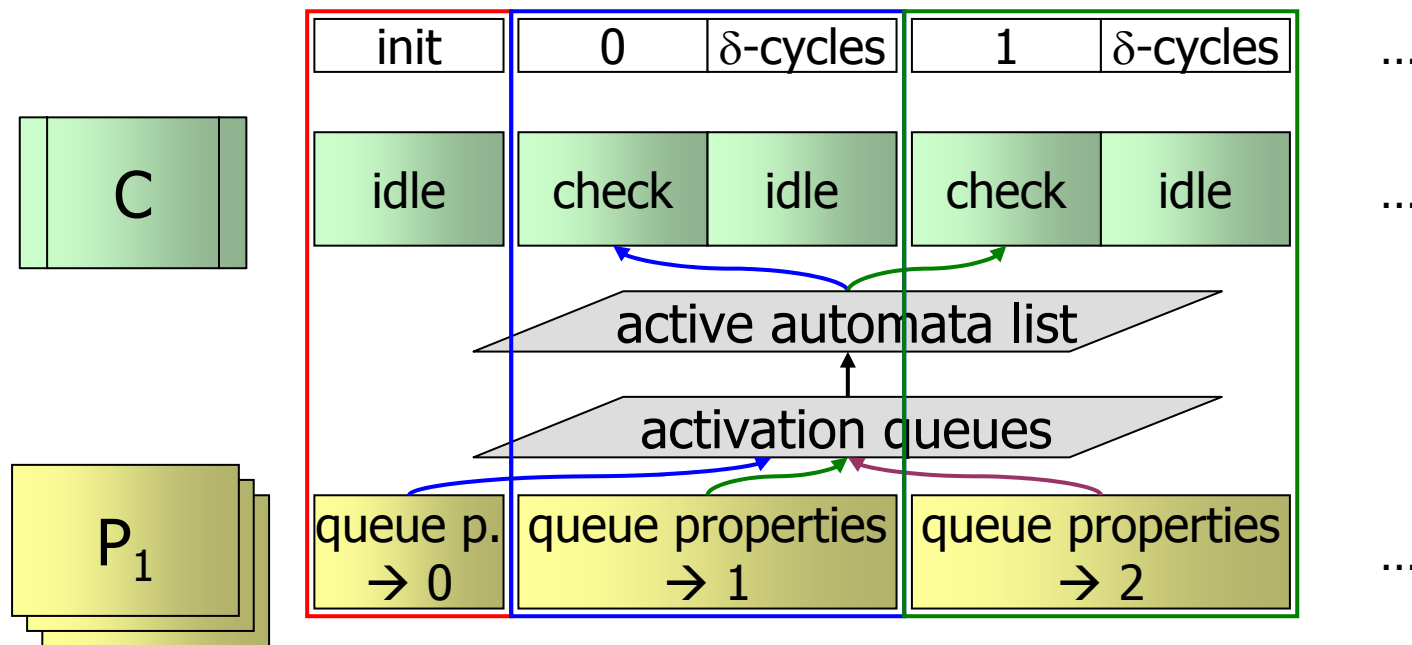 init 0 δ-cycles 1 δ-cycles ...
C idle check idle check idle ...
active automata list
activation queues
P1 queue p. queue properties queue properties ...
→ 0 → 1 → 2